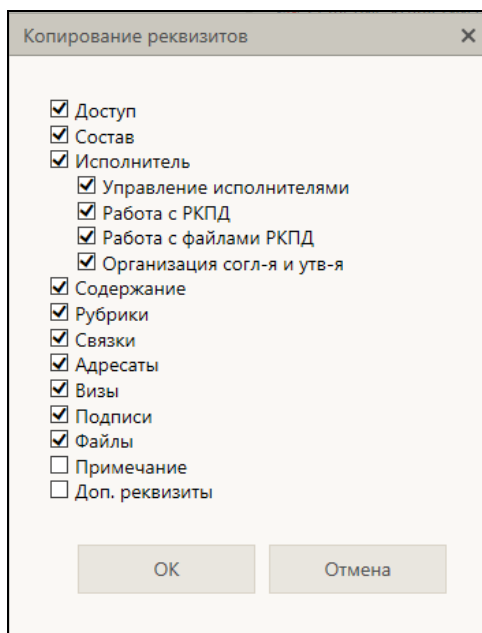 Копирование реквизитов
Доступ
Состав
Исполнитель
Управление исполнителями
Работа с РКПД
Работа с файлами РКПД
Организация согл-я и утв-я
Содержание
Рубрики
Связки
Адресаты
Визы
Подписи
Файлы
Примечание
Доп. реквизиты
ОК
Отмена